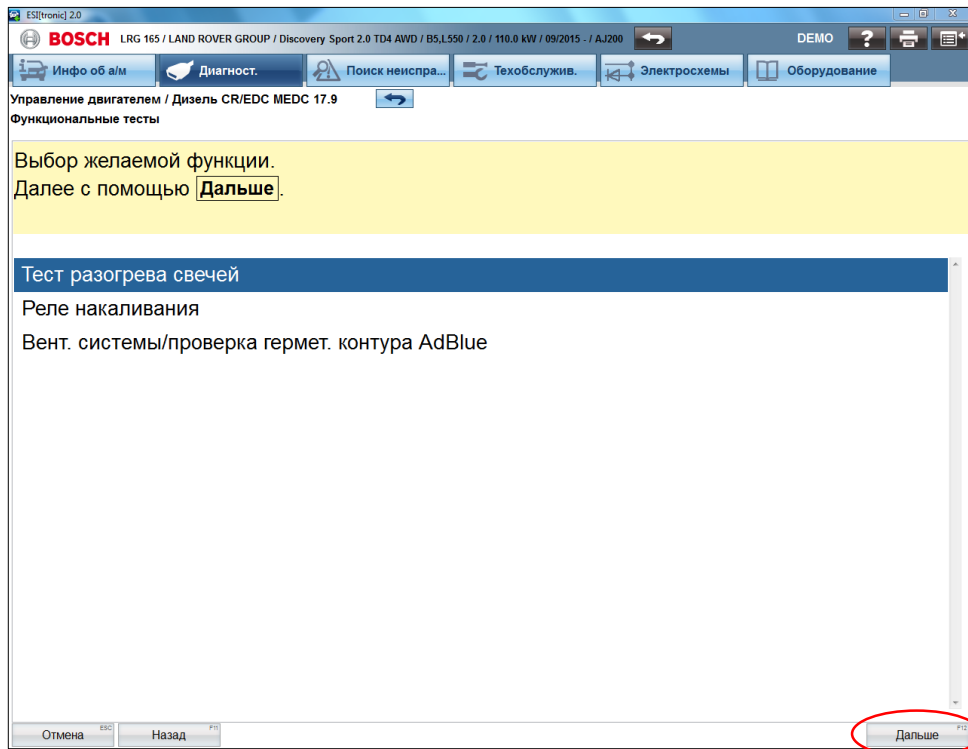 ESI[tronic] 2.0
BOSCH LRG 165 / LAND ROVER GROUP / Discovery Sport 2.0 TD4 AWD / B5,L550 / 2.0 / 110.0 kW / 09/2015 - / AJ200 DEMO ?
Инфо об а/м Диагност. Поиск неиспра... Техобслужив. Электросхемы Оборудование
Управление двигателем / Дизель CR/EDC MEDC 17.9
Функциональные тесты
Выбор желаемой функции.
Далее с помощью Дальше.
Тест разогрева свечей
Реле накаливания
Вент. системы/проверка гермет. контура AdBlue
Отмена ESC Назад F11 Дальше F12